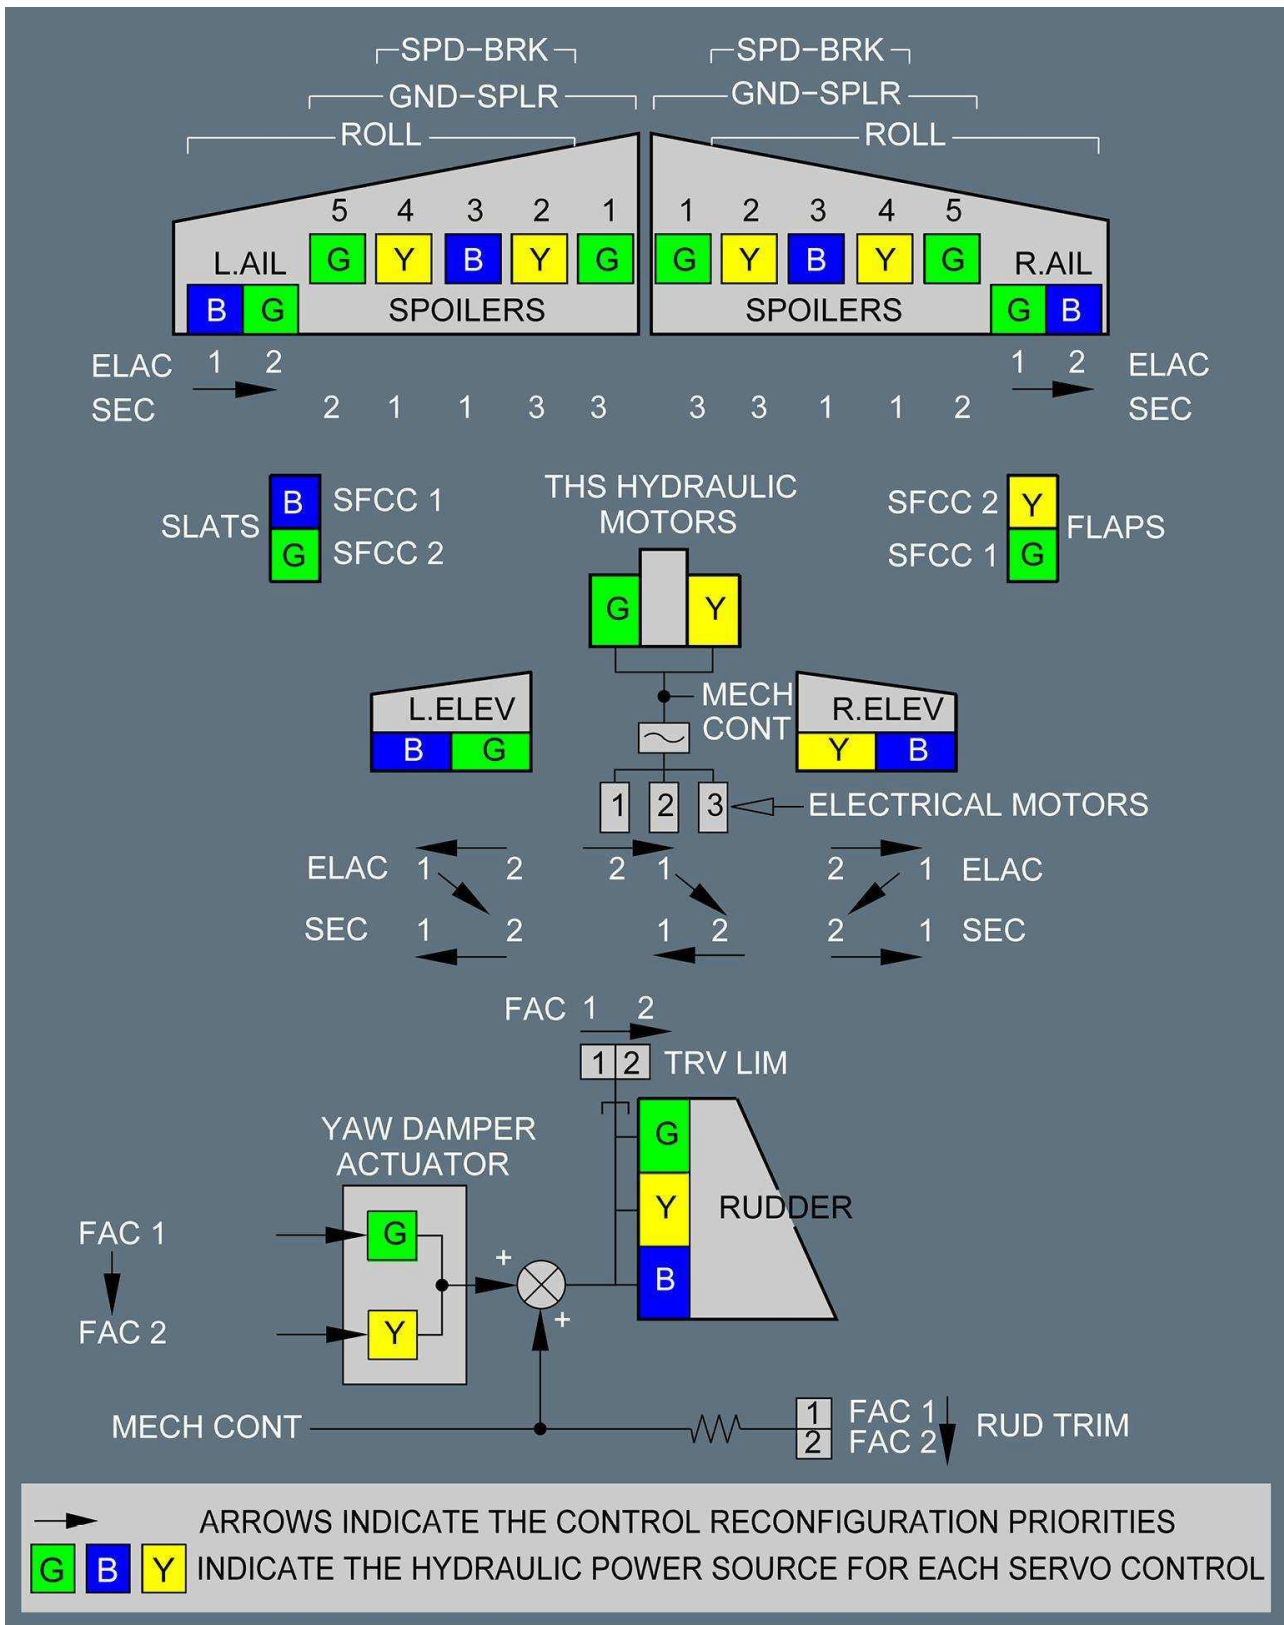 SPD-BRK SPD-BRK
GND-SPLR GND-SPLR
ROLL ROLL
5 4 3 2 1 1 2 3 4 5
L.AIL G Y B Y G G Y B Y G R.AIL
B G SPOILERS SPOILERS G B
ELAC 1 2 1 2 ELAC
SEC 2 1 1 3 3 3 3 1 1 2 SEC
THS HYDRAULIC
MOTORS
SLATS
B SFCC 1
G SFCC 2
SFCC 2 Y
SFCC 1 G
FLAPS
G Y
MECH
CONT
L.ELEV R.ELEV
B G Y B
1 2 3 ELECTRICAL MOTORS
ELAC 1 2 2 1 2 1 ELAC
SEC 1 2 1 2 2 1 SEC
FAC 1 2
1 2 TRV LIM
YAW DAMPER
ACTUATOR
G
Y
B
RUDDER
FAC 1 G
+
+
FAC 2 Y
MECH CONT
1 FAC 1
2 FAC 2
RUD TRIM
ARROWS INDICATE THE CONTROL RECONFIGURATION PRIORITIES
G B Y INDICATE THE HYDRAULIC POWER SOURCE FOR EACH SERVO CONTROL